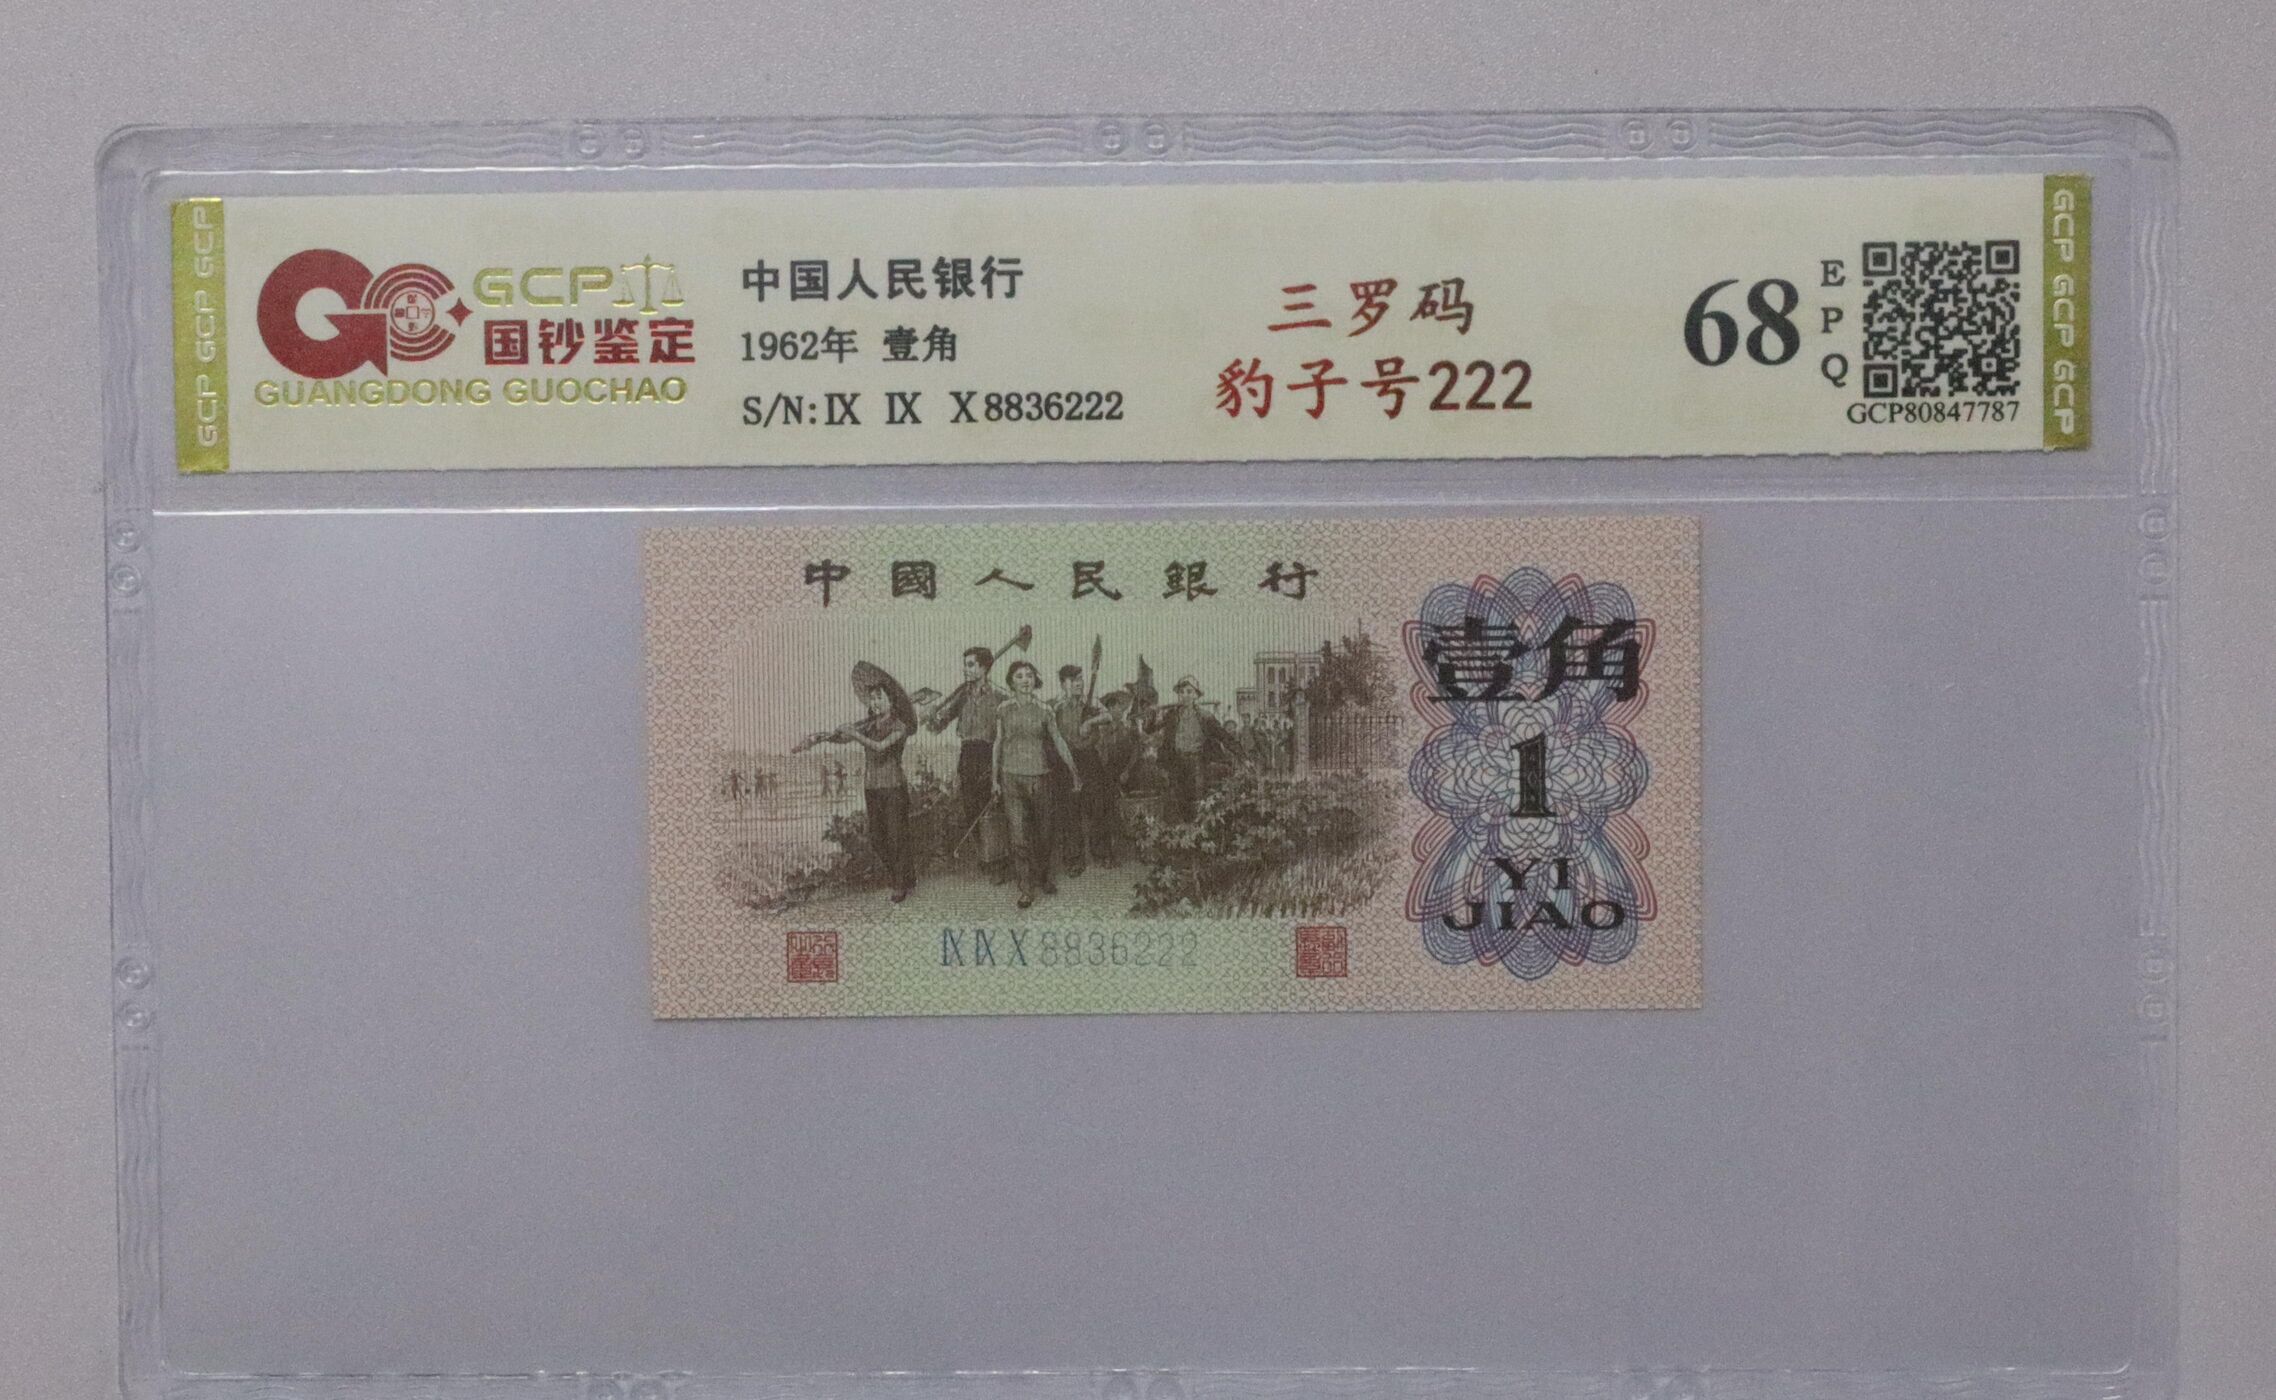 GCP GCP GCP
GCP
国钞鉴定
GUANGDONG GUOCHAO
中国人民银行
1962年 壹角
S/N:Ⅸ Ⅸ Ⅹ8836222
三罗码
豹子号222
68
E
P
Q
GCP80847787
GCP GCP GCP
中國人民銀行
壹角
1
YI
JIAO
ⅨⅨⅩ8836222